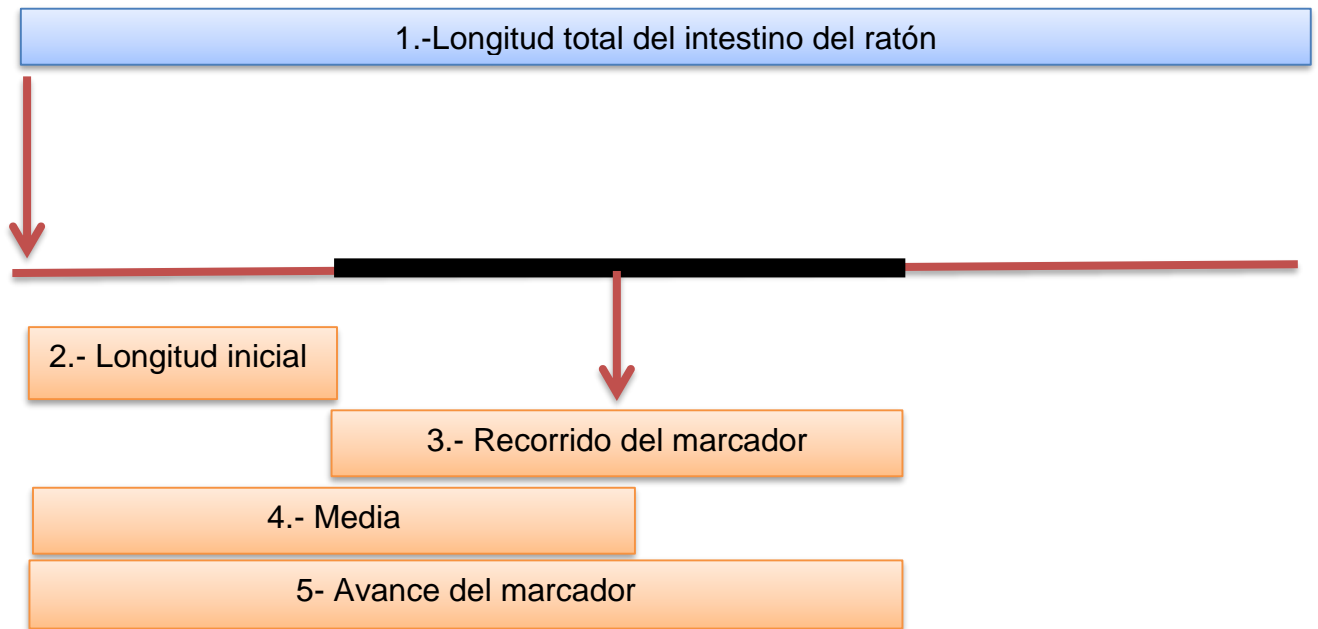 1.-Longitud total del intestino del ratón
2.- Longitud inicial
3.- Recorrido del marcador
4.- Media
5- Avance del marcador